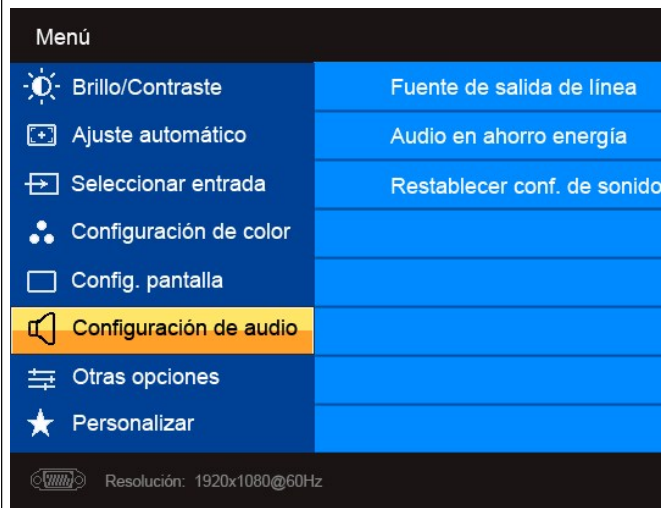 Menú
Brillo/Contraste
Ajuste automático
Seleccionar entrada
Configuración de color
Config. pantalla
Configuración de audio
Otras opciones
Personalizar
Fuente de salida de línea
Audio en ahorro energía
Restablecer conf. de sonido
Resolución: 1920x1080@60Hz